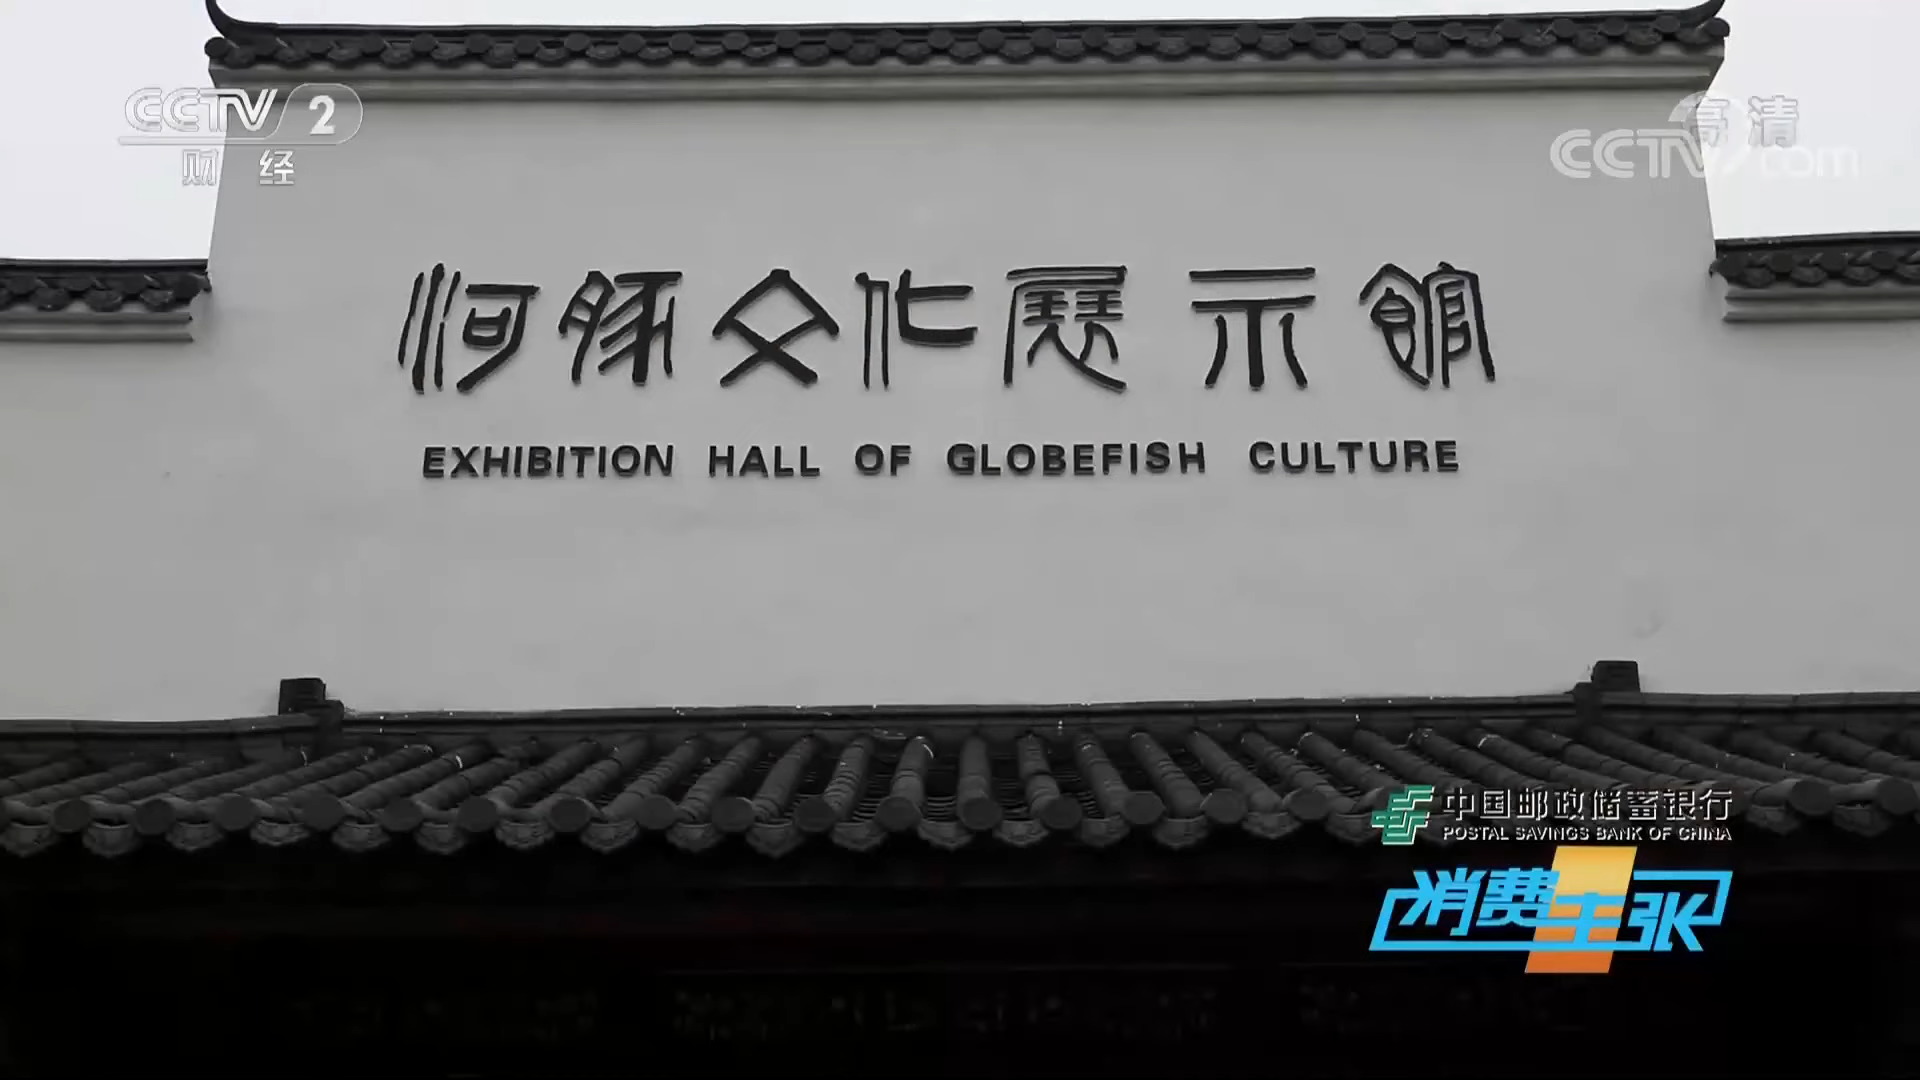 CCTV 2
财经
高清
CCTV.com
河豚文化展示馆
EXHIBITION HALL OF GLOBEFISH CULTURE
中国邮政储蓄银行
POSTAL SAVINGS BANK OF CHINA
消费主张